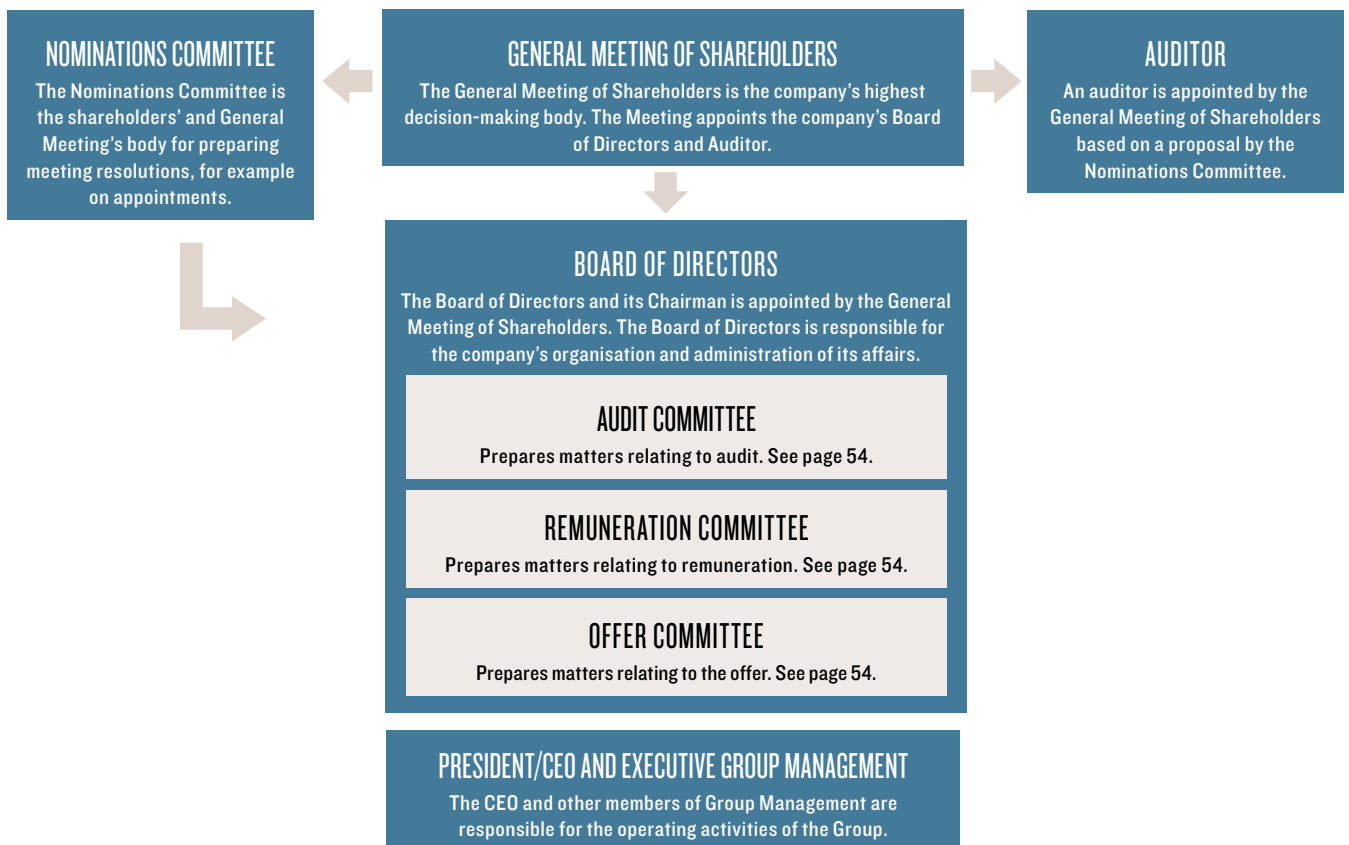 NOMINATIONS COMMITTEE
The Nominations Committee is
the shareholders’ and General
Meeting’s body for preparing
meeting resolutions, for example
on appointments.
GENERAL MEETING OF SHAREHOLDERS
The General Meeting of Shareholders is the company’s highest
decision-making body. The Meeting appoints the company’s Board
of Directors and Auditor.
AUDITOR
An auditor is appointed by the
General Meeting of Shareholders
based on a proposal by the
Nominations Committee.
BOARD OF DIRECTORS
The Board of Directors and its Chairman is appointed by the General
Meeting of Shareholders. The Board of Directors is responsible for
the company’s organisation and administration of its affairs.
AUDIT COMMITTEE
Prepares matters relating to audit. See page 54.
REMUNERATION COMMITTEE
Prepares matters relating to remuneration. See page 54.
OFFER COMMITTEE
Prepares matters relating to the offer. See page 54.
PRESIDENT/CEO AND EXECUTIVE GROUP MANAGEMENT
The CEO and other members of Group Management are
responsible for the operating activities of the Group.